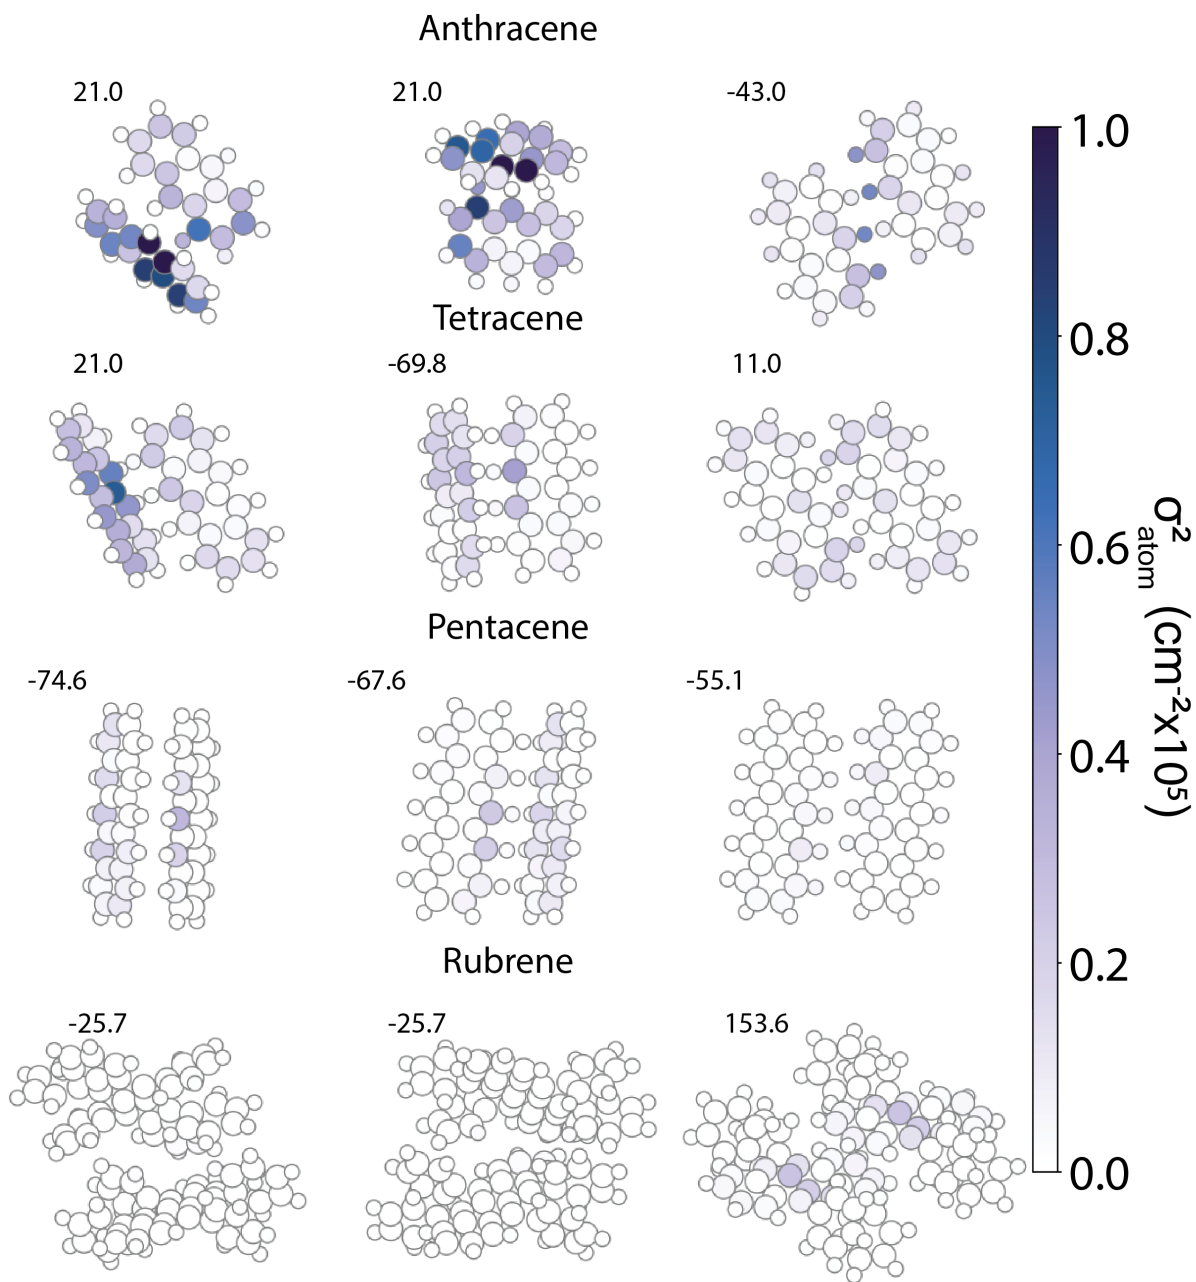 Anthracene
21.0 21.0 -43.0
Tetracene
21.0 -69.8 11.0
Pentacene
-74.6 -67.6 -55.1
Rubrene
-25.7 -25.7 153.6
1.0
0.8
0.6
0.4
0.2
0.0
σ²atom (cm⁻²x10⁵)